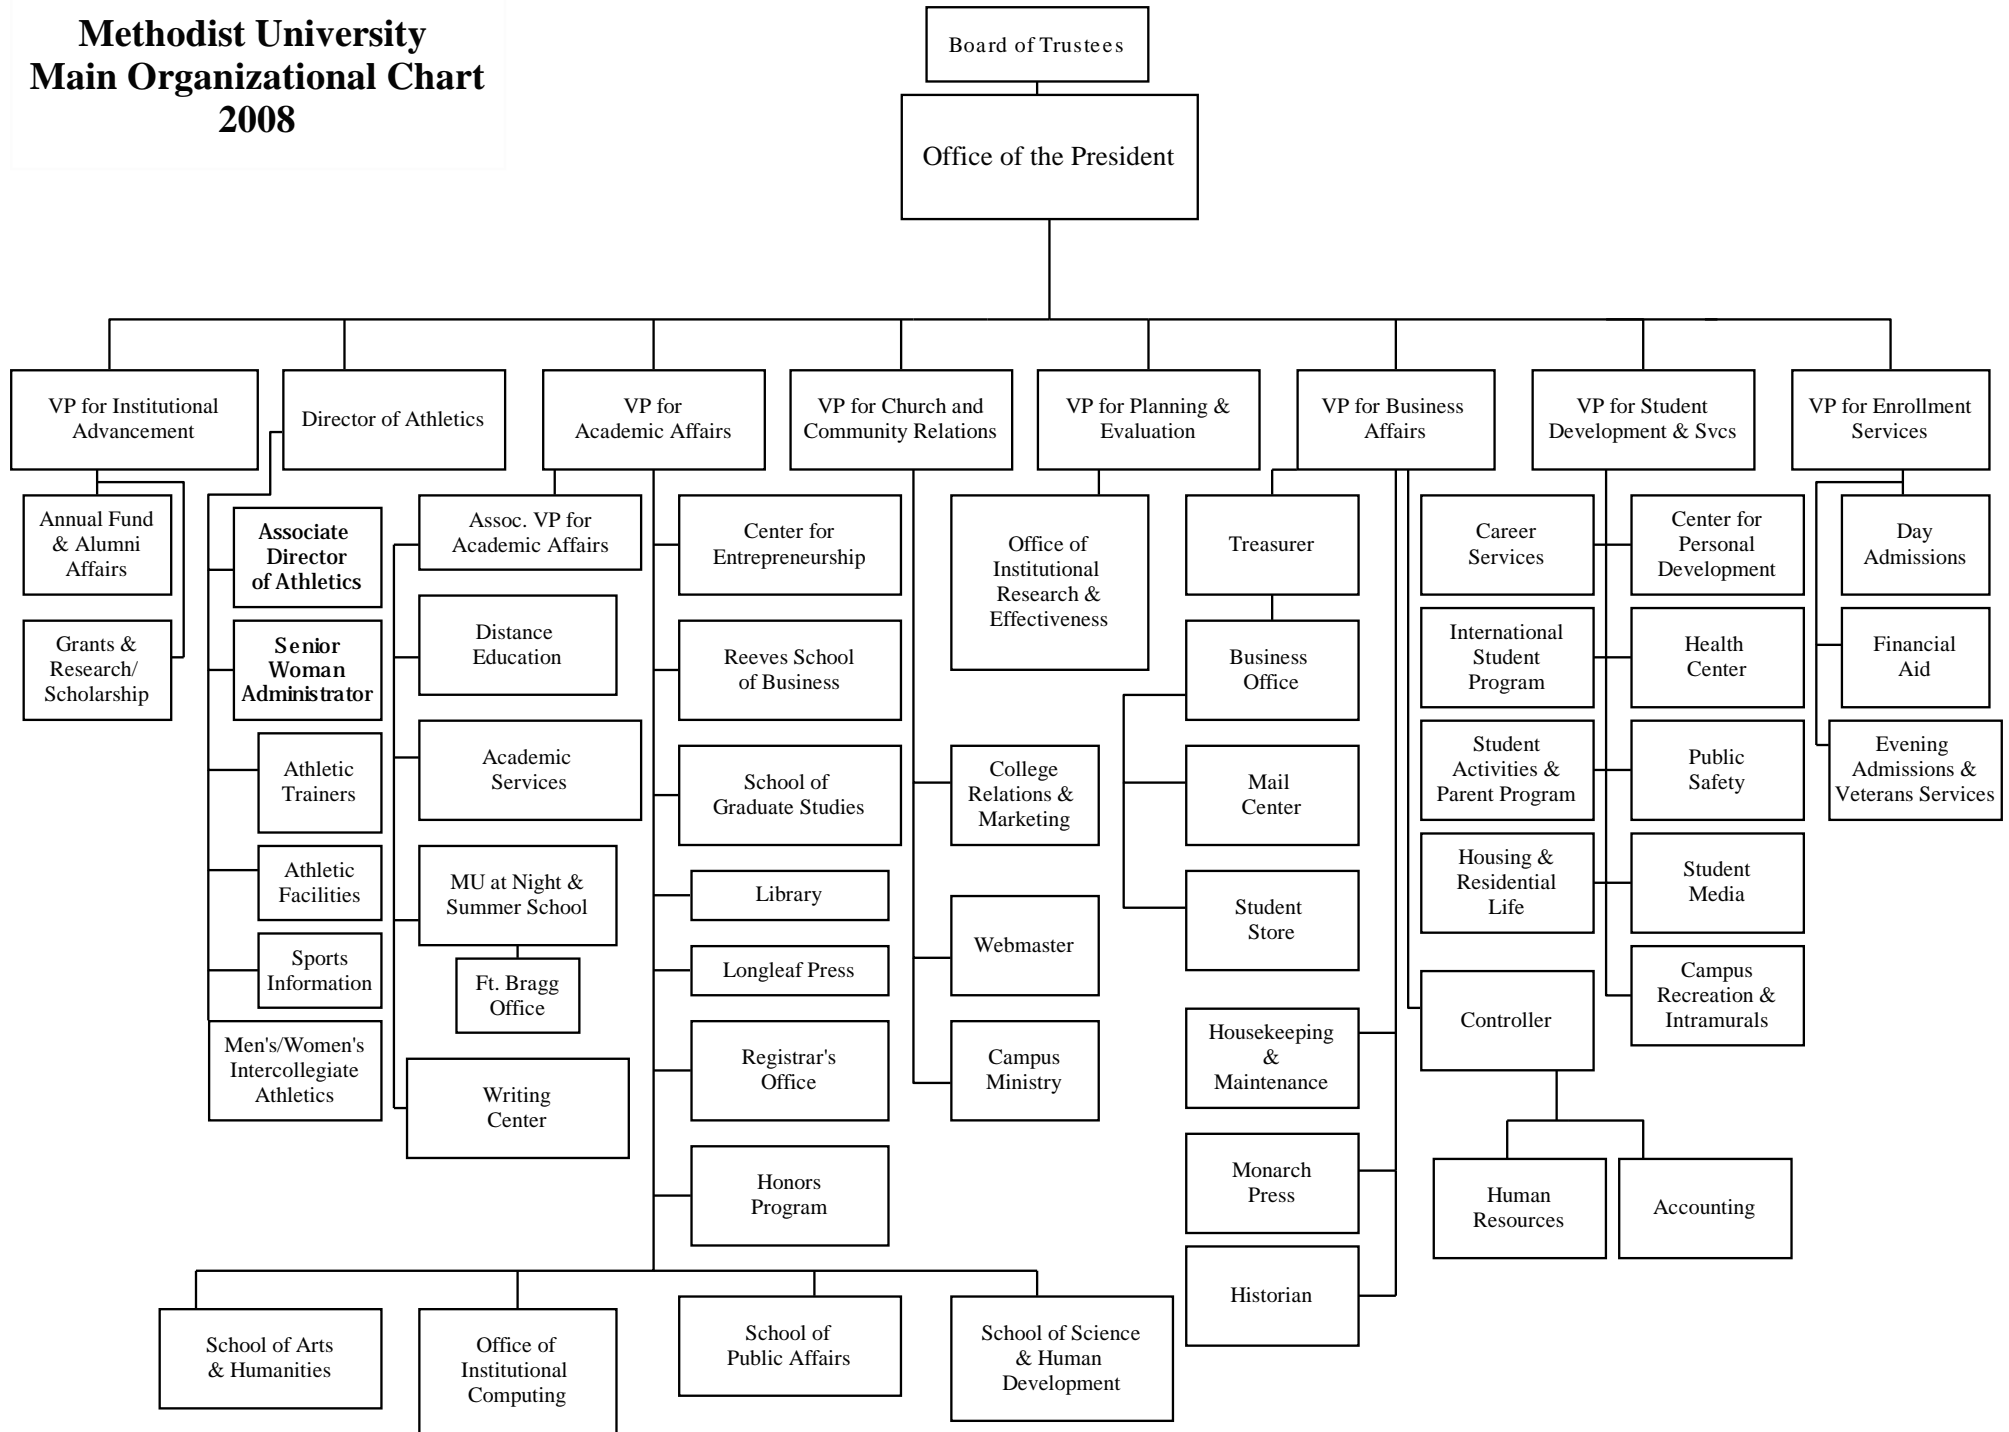 Methodist University
Main Organizational Chart
2008
Board of Trustees
Office of the President
VP for Institutional
Advancement
Director of Athletics
VP for
Academic Affairs
VP for Church and
Community Relations
VP for Planning &
Evaluation
VP for Business
Affairs
VP for Student
Development & Svcs
VP for Enrollment
Services
Annual Fund
& Alumni
Affairs
Grants &
Research/
Scholarship
Associate
Director
of Athletics
Senior
Woman
Administrator
Athletic
Trainers
Athletic
Facilities
Sports
Information
Men's/Women's
Intercollegiate
Athletics
Assoc. VP for
Academic Affairs
Distance
Education
Academic
Services
MU at Night &
Summer School
Ft. Bragg
Office
Writing
Center
Center for
Entrepreneurship
Reeves School
of Business
School of
Graduate Studies
Library
Longleaf Press
Registrar's
Office
Honors
Program
School of Arts
& Humanities
Office of
Institutional
Computing
School of
Public Affairs
School of Science
& Human
Development
College
Relations &
Marketing
Webmaster
Campus
Ministry
Office of
Institutional
Research &
Effectiveness
Treasurer
Business
Office
Mail
Center
Student
Store
Housekeeping
&
Maintenance
Monarch
Press
Historian
Controller
Human
Resources
Accounting
Career
Services
International
Student
Program
Student
Activities &
Parent Program
Housing &
Residential
Life
Center for
Personal
Development
Health
Center
Public
Safety
Student
Media
Campus
Recreation &
Intramurals
Day
Admissions
Financial
Aid
Evening
Admissions &
Veterans Services